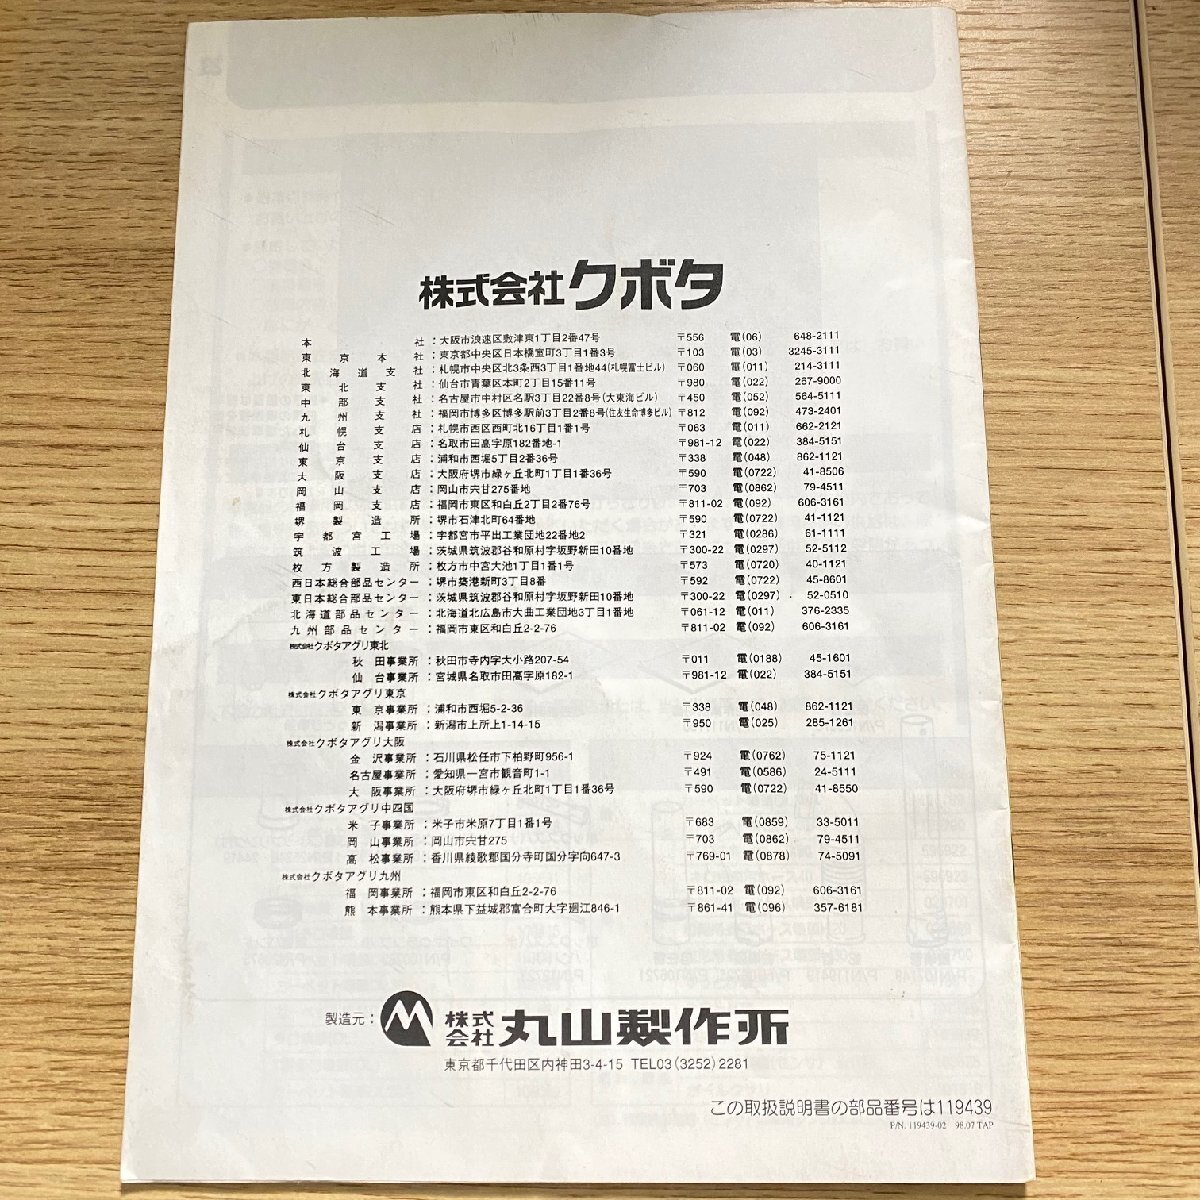 株式会社クボタ
本社：大阪市浪速区敷津東1丁目2番47号 〒556 電(06) 648-2111
東京本社：東京都中央区日本橋室町3丁目1番3号 〒103 電(03) 3245-3111
北海道支社：札幌市中央区北3条西3丁目1番地44(札幌富士ビル) 〒060 電(011) 214-3111
東北支社：仙台市青葉区本町2丁目15番11号 〒980 電(022) 267-9000
中部支社：名古屋市中村区名駅3丁目22番8号(大東海ビル) 〒450 電(052) 564-5111
九州支社：福岡市博多区博多駅前3丁目2番8号(住友生命博多ビル) 〒812 電(092) 473-2401
札幌支店：札幌市西区西町北16丁目1番1号 〒063 電(011) 662-2121
仙台支店：名取市田高字原182番地-1 〒981-12 電(022) 384-5151
東京支店：浦和市西堀5丁目2番36号 〒338 電(048) 862-1121
大阪支店：大阪府堺市緑ヶ丘北町1丁目1番36号 〒590 電(0722) 41-8506
岡山支店：岡山市宍甘275番地 〒703 電(0862) 79-4511
福岡支店：福岡市東区和白丘2丁目2番76号 〒811-02 電(092) 606-3161
堺製造所：堺市石津北町64番地 〒590 電(0722) 41-1121
宇都宮工場：宇都宮市平出工業団地22番地2 〒321 電(0286) 61-1111
筑波工場：茨城県筑波郡谷和原村字坂野新田10番地 〒300-22 電(0297) 52-5112
枚方製造所：枚方市中宮大池1丁目1番1号 〒573 電(0720) 40-1121
西日本総合部品センター：堺市築港新町3丁目8番 〒592 電(0722) 45-8601
東日本総合部品センター：茨城県筑波郡谷和原村字坂野新田10番地 〒300-22 電(0297) 52-0510
北海道部品センター：北海道北広島市大曲工業団地3丁目1番地 〒061-12 電(011) 376-2335
九州部品センター：福岡市東区和白丘2-2-76 〒811-02 電(092) 606-3161
株式会社クボタアグリ東北
秋田事業所：秋田市寺内字大小路207-54 〒011 電(0188) 45-1601
仙台事業所：宮城県名取市田高字原182-1 〒981-12 電(022) 384-5151
株式会社クボタアグリ東京
東京事業所：浦和市西堀5-2-36 〒338 電(048) 862-1121
新潟事業所：新潟市上所上1-14-15 〒950 電(025) 285-1261
株式会社クボタアグリ大阪
金沢事業所：石川県松任市下柏野町956-1 〒924 電(0762) 75-1121
名古屋事業所：愛知県一宮市観音町1-1 〒491 電(0586) 24-5111
大阪事業所：大阪府堺市緑ヶ丘北町1丁目1番36号 〒590 電(0722) 41-8550
株式会社クボタアグリ中四国
米子事業所：米子市米原7丁目1番1号 〒683 電(0859) 33-5011
岡山事業所：岡山市宍甘275 〒703 電(0862) 79-4511
高松事業所：香川県綾歌郡国分寺町国分字向647-3 〒769-01 電(0878) 74-5091
株式会社クボタアグリ九州
福岡事業所：福岡市東区和白丘2-2-76 〒811-02 電(092) 606-3161
熊本事業所：熊本県下益城郡富合町大字廻江846-1 〒861-41 電(096) 357-6181
製造元： 株式会社 丸山製作所
東京都千代田区内神田3-4-15 TEL03(3252)2281
この取扱説明書の部品番号は119439
P/N. 119439-02 98.07 TAP